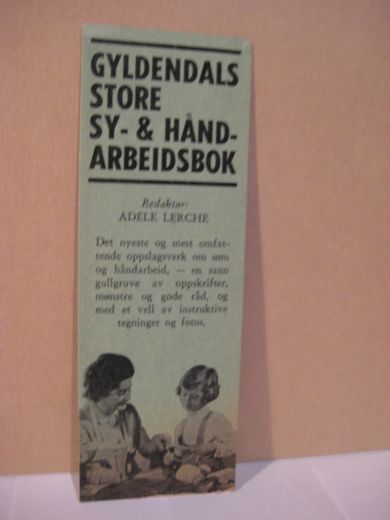 GYLDENDALS
STORE
SY- & HÅND-
ARBEIDSBOK
Redaktør:
ADÉLE LERCHE
Det nyeste og mest omfat-
tende oppslagsverk om søm
og håndarbeid, — en sann
gullgruve av oppskrifter,
mønstre og gode råd, og
med et vell av instruktive
tegninger og fotos.